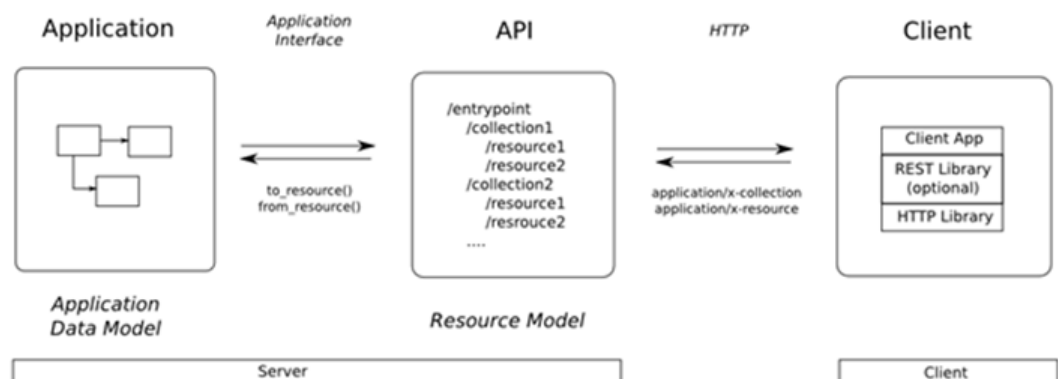 Application
Application
Interface
API
HTTP
Client
/entrypoint
/collection1
/resource1
/resource2
/collection2
/resource1
/resrouce2
....
to_resource()
from_resource()
application/x-collection
application/x-resource
Client App
REST Library
(optional)
HTTP Library
Application
Data Model
Resource Model
Server
Client